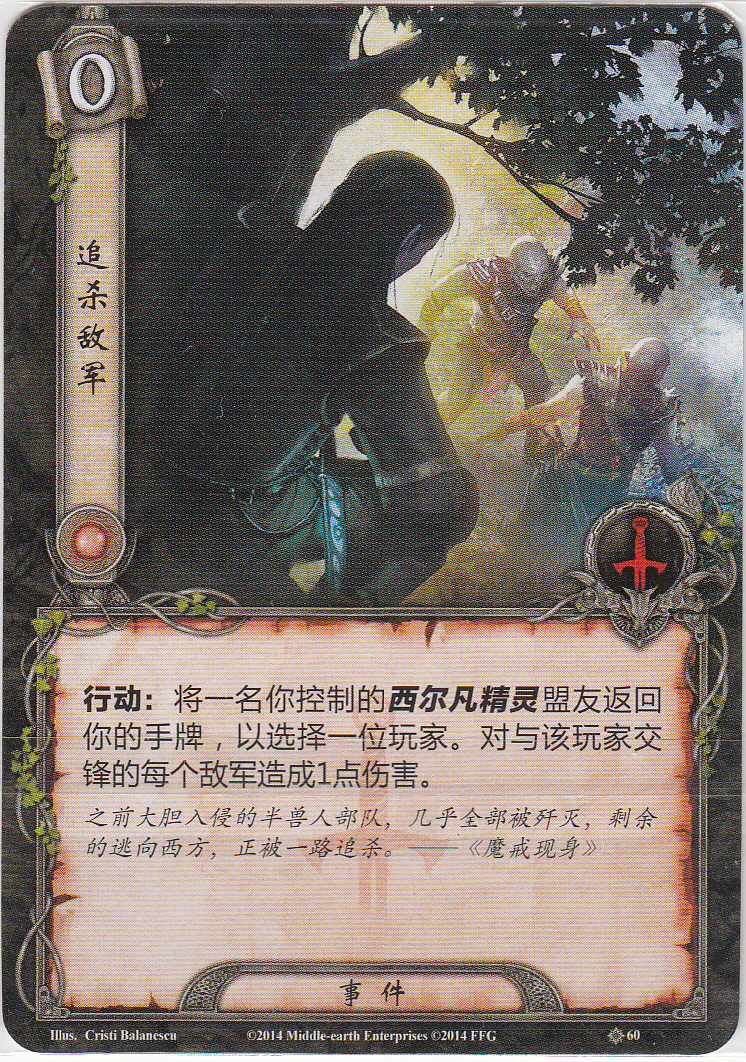 0
追杀敌军
行动：将一名你控制的西尔凡精灵盟友返回
你的手牌，以选择一位玩家。对与该玩家交
锋的每个敌军造成1点伤害。
之前大胆入侵的半兽人部队，几乎全部被歼灭，剩余
的逃向西方，正被一路追杀。——《魔戒现身》
事件
Illus. Cristi Balanescu ©2014 Middle-earth Enterprises ©2014 FFG 60